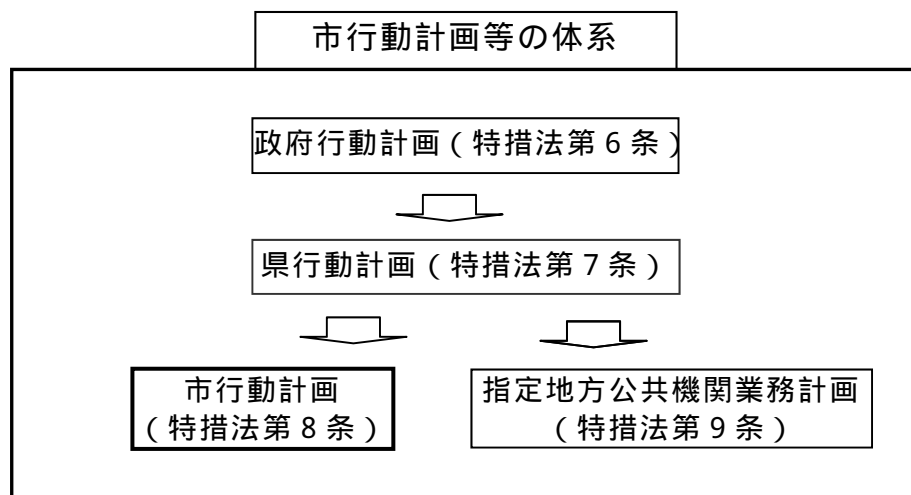 市行動計画等の体系
政府行動計画（特措法第６条）
県行動計画（特措法第７条）
市行動計画
（特措法第８条）
指定地方公共機関業務計画
（特措法第９条）